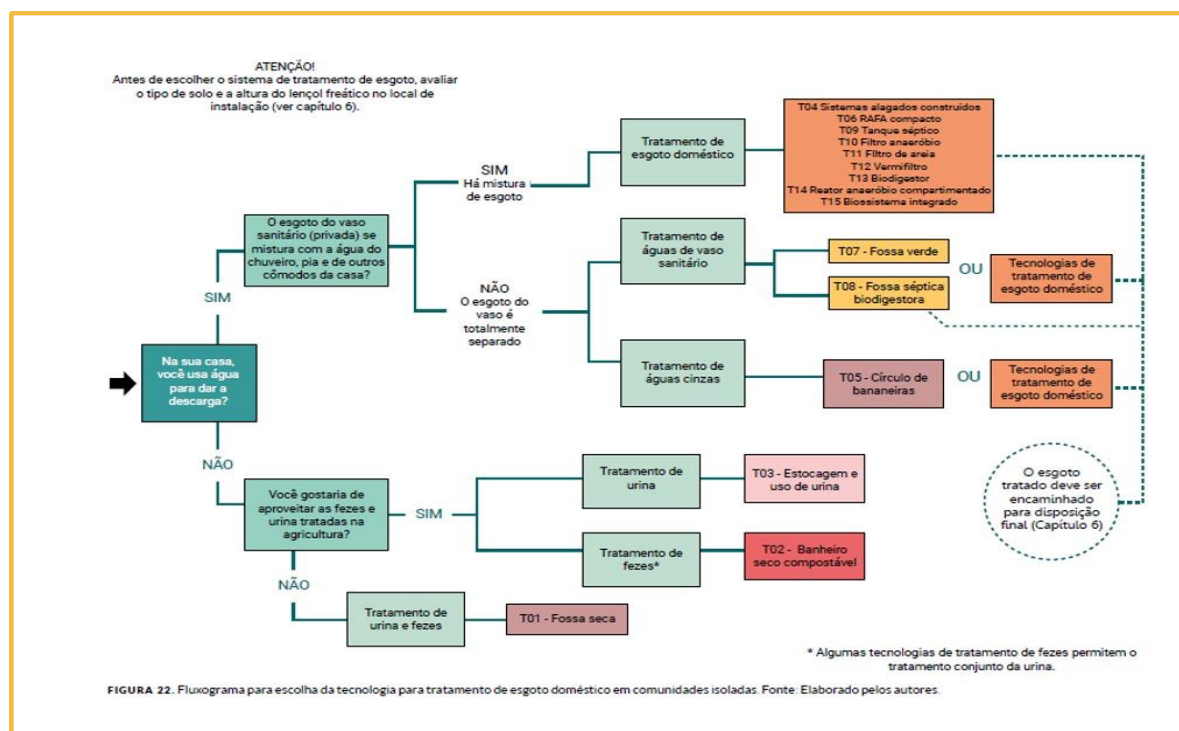 ATENÇÃO!
Antes de escolher o sistema de tratamento de esgoto, avaliar
o tipo de solo e a altura do lençol freático no local de
instalação (ver capítulo 6).
Na sua casa,
você usa água
para dar a
descarga?
SIM
O esgoto do vaso
sanitário (privada) se
mistura com a água do
chuveiro, pia e de outros
cômodos da casa?
SIM
Há mistura
de esgoto
Tratamento de
esgoto doméstico
T04 Sistemas alagados construídos
T06 RAFA compacto
T09 Tanque séptico
T10 Filtro anaeróbio
T11 Filtro de areia
T12 Vermifiltro
T13 Biodigestor
T14 Reator anaeróbio compartimentado
T15 Biossistema integrado
NÃO
O esgoto do
vaso é
totalmente
separado
Tratamento de
águas de vaso
sanitário
T07 - Fossa verde
T08 - Fossa séptica
biodigestora
OU
Tecnologias de
tratamento de
esgoto doméstico
Tratamento de
águas cinzas
T05 - Círculo de
bananeiras
OU
Tecnologias de
tratamento de
esgoto doméstico
NÃO
Você gostaria de
aproveitar as fezes e
urina tratadas na
agricultura?
SIM
Tratamento de
urina
T03 - Estocagem e
uso de urina
Tratamento de
fezes*
T02 - Banheiro
seco compostável
NÃO
Tratamento de
urina e fezes
T01 - Fossa seca
O esgoto
tratado deve ser
encaminhado
para disposição
final (Capítulo 6)
* Algumas tecnologias de tratamento de fezes permitem o
tratamento conjunto da urina.
FIGURA 22. Fluxograma para escolha da tecnologia para tratamento de esgoto doméstico em comunidades isoladas. Fonte: Elaborado pelos autores.